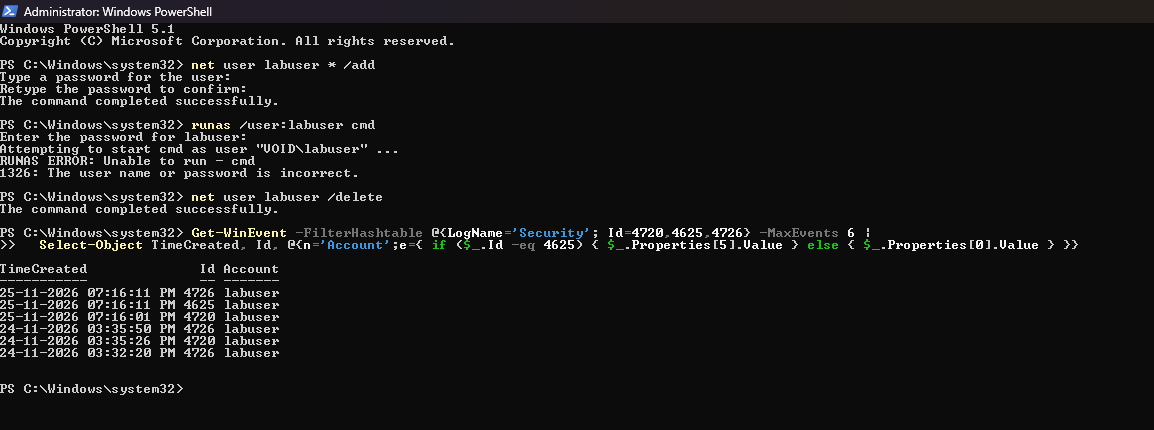 Administrator: Windows PowerShell
Windows PowerShell 5.1
Copyright (C) Microsoft Corporation. All rights reserved.
PS C:\Windows\system32> net user labuser * /add
Type a password for the user:
Retype the password to confirm:
The command completed successfully.
PS C:\Windows\system32> runas /user:labuser cmd
Enter the password for labuser:
Attempting to start cmd as user "VOID\labuser" ...
RUNAS ERROR: Unable to run - cmd
1326: The user name or password is incorrect.
PS C:\Windows\system32> net user labuser /delete
The command completed successfully.
PS C:\Windows\system32> Get-WinEvent -FilterHashtable @{LogName='Security'; Id=4720,4625,4726} -MaxEvents 6 |
>>   Select-Object TimeCreated, Id, @{n='Account';e={ if ($_.Id -eq 4625) { $_.Properties[5].Value } else { $_.Properties[0].Value } }}
TimeCreated              Id Account
-----------              -- -------
25-11-2026 07:16:11 PM 4726 labuser
25-11-2026 07:16:11 PM 4625 labuser
25-11-2026 07:16:01 PM 4720 labuser
24-11-2026 03:35:50 PM 4726 labuser
24-11-2026 03:35:26 PM 4720 labuser
24-11-2026 03:32:20 PM 4726 labuser
PS C:\Windows\system32>